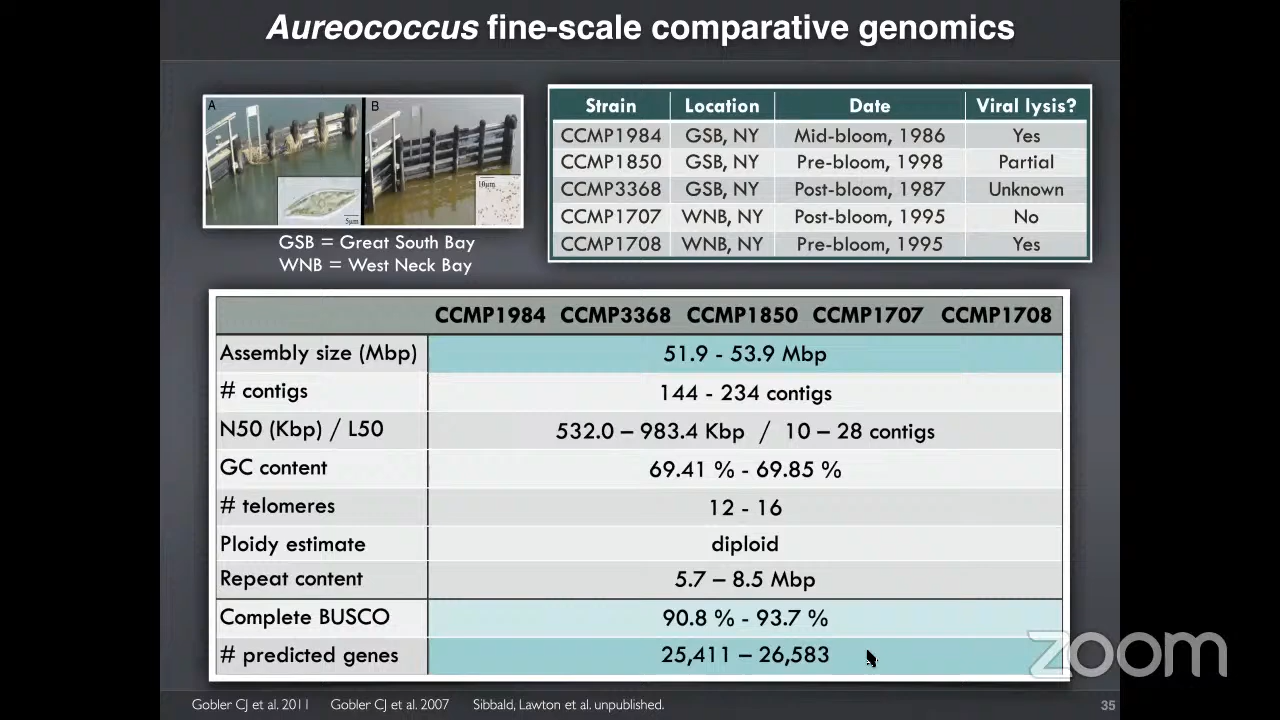 Aureococcus fine-scale comparative genomics
A
B
5µm
10µm
GSB = Great South Bay
WNB = West Neck Bay
Strain Location Date Viral lysis?
CCMP1984 GSB, NY Mid-bloom, 1986 Yes
CCMP1850 GSB, NY Pre-bloom, 1998 Partial
CCMP3368 GSB, NY Post-bloom, 1987 Unknown
CCMP1707 WNB, NY Post-bloom, 1995 No
CCMP1708 WNB, NY Pre-bloom, 1995 Yes
CCMP1984 CCMP3368 CCMP1850 CCMP1707 CCMP1708
Assembly size (Mbp) 51.9 - 53.9 Mbp
# contigs 144 - 234 contigs
N50 (Kbp) / L50 532.0 – 983.4 Kbp / 10 – 28 contigs
GC content 69.41 % - 69.85 %
# telomeres 12 - 16
Ploidy estimate diploid
Repeat content 5.7 – 8.5 Mbp
Complete BUSCO 90.8 % - 93.7 %
# predicted genes 25,411 – 26,583
zoom
Gobler CJ et al. 2011 Gobler CJ et al. 2007 Sibbald, Lawton et al. unpublished.
35